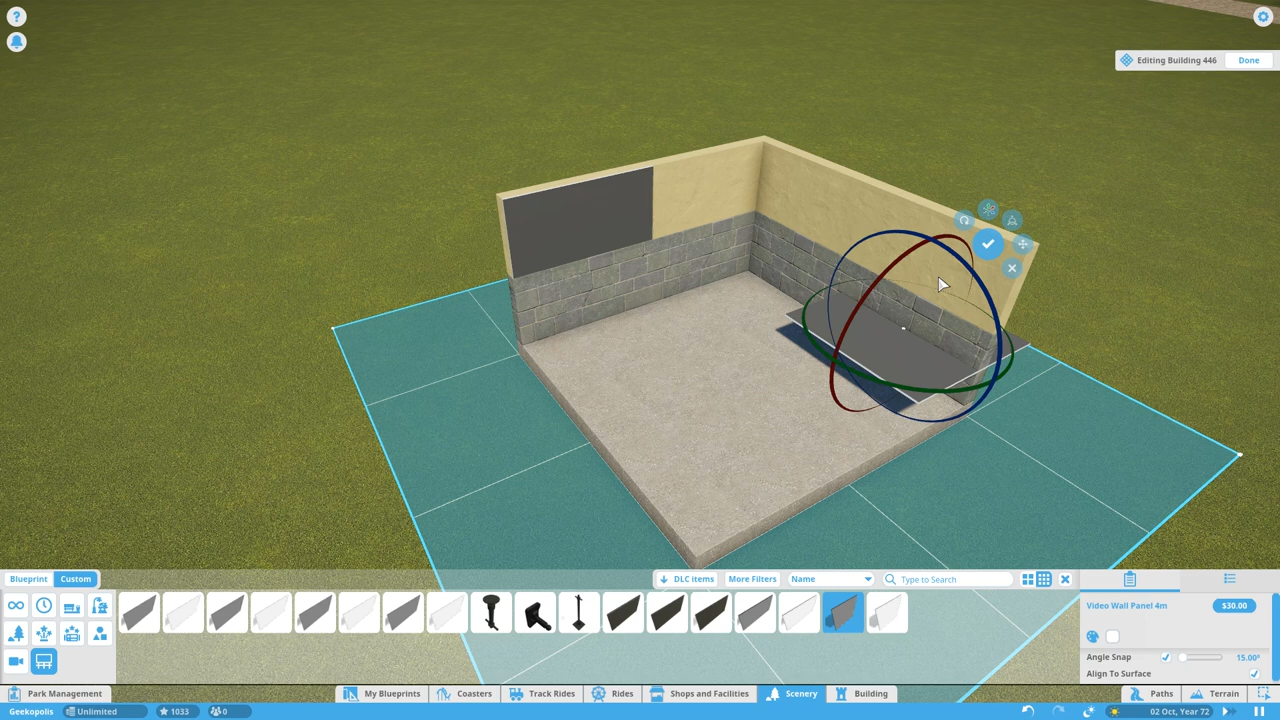 ?
Editing Building 446
Done
Blueprint
Custom
DLC items
More Filters
Name
Type to Search
Video Wall Panel 4m
$30.00
Angle Snap
15.00°
Align To Surface
Park Management
My Blueprints
Coasters
Track Rides
Rides
Shops and Facilities
Scenery
Building
Paths
Terrain
Geekopolis
Unlimited
1033
0
02 Oct, Year 72